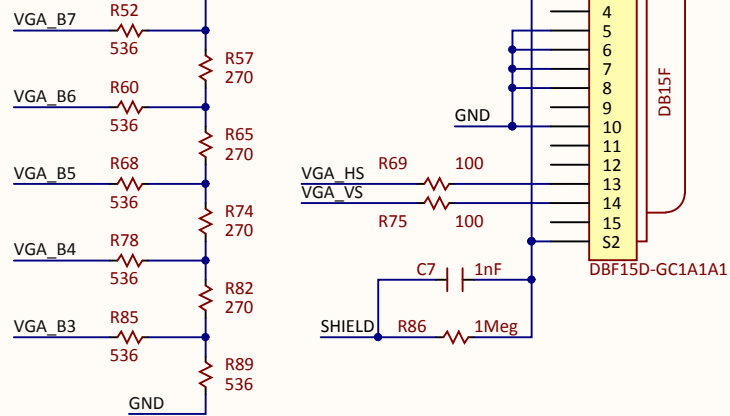 R52
VGA_B7
536
R57
270
R60
VGA_B6
536
R65
270
R68
VGA_B5
536
R74
270
R78
VGA_B4
536
R82
270
R85
VGA_B3
536
R89
536
GND
4
5
6
7
8
9
GND
10
11
12
R69 100
VGA_HS
13
VGA_VS
14
R75 100
15
S2
DB15F
DBF15D-GC1A1A1
C7 1nF
SHIELD R86 1Meg